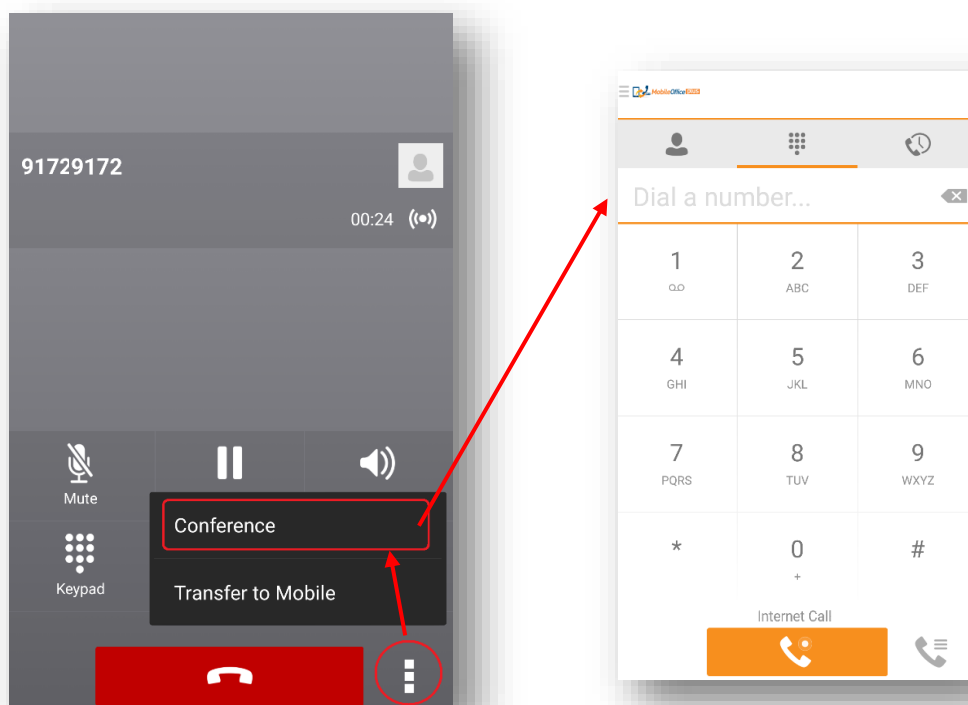 91729172
00:24
Mute
Conference
Keypad
Transfer to Mobile
MobileOffice
Dial a number...
1
2
3
ABC
DEF
4
5
6
GHI
JKL
MNO
7
8
9
PQRS
TUV
WXYZ
*
0
#
+
Internet Call